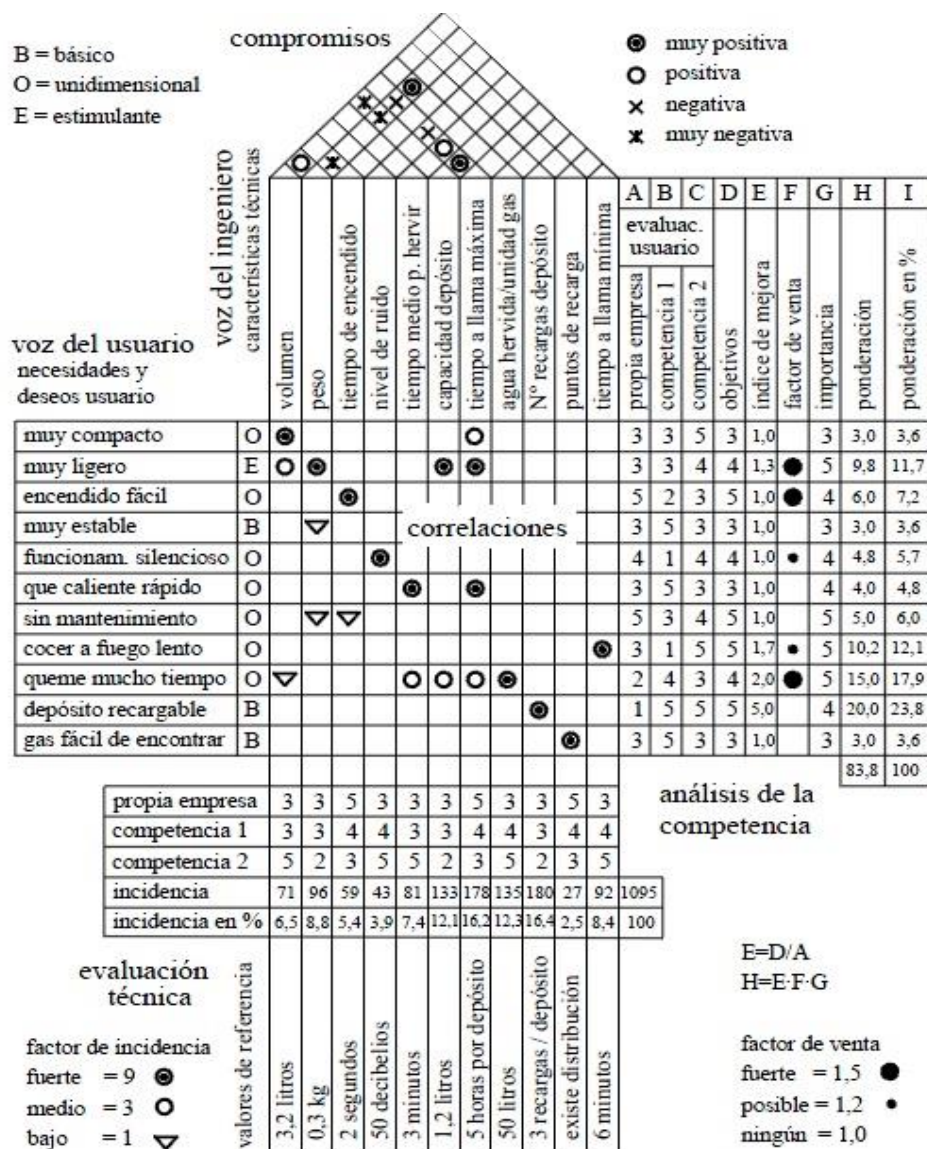 compromisos
B = básico
O = unidimensional
E = estimulante
muy positiva
positiva
negativa
muy negativa
voz del ingeniero
características técnicas
voz del usuario
necesidades y
deseos usuario
volumen
peso
tiempo de encendido
nivel de ruido
tiempo medio p. hervir
capacidad depósito
tiempo a llama máxima
agua hervida/unidad gas
Nº recargas depósito
puntos de recarga
tiempo a llama mínima
A B C D E F G H I
evaluac.
usuario
propia empresa
competencia 1
competencia 2
objetivos
índice de mejora
factor de venta
importancia
ponderación
ponderación en %
muy compacto O 3 3 5 3 1,0 3 3,0 3,6
muy ligero E 3 3 4 4 1,3 5 9,8 11,7
encendido fácil O 5 2 3 5 1,0 4 6,0 7,2
muy estable B 3 5 3 3 1,0 3 3,0 3,6
correlaciones
funcionam. silencioso O 4 1 4 4 1,0 4 4,8 5,7
que caliente rápido O 3 5 3 3 1,0 4 4,0 4,8
sin mantenimiento O 5 3 4 5 1,0 5 5,0 6,0
cocer a fuego lento O 3 1 5 5 1,7 5 10,2 12,1
queme mucho tiempo O 2 4 3 4 2,0 5 15,0 17,9
depósito recargable B 1 5 5 5 5,0 4 20,0 23,8
gas fácil de encontrar B 3 5 3 3 1,0 3 3,0 3,6
83,8 100
análisis de la
competencia
propia empresa 3 3 5 3 3 3 5 3 3 5 3
competencia 1 3 3 4 4 3 3 4 4 3 4 4
competencia 2 5 2 3 5 5 2 3 5 2 3 5
incidencia 71 96 59 43 81 133 178 135 180 27 92 1095
incidencia en % 6,5 8,8 5,4 3,9 7,4 12,1 16,2 12,3 16,4 2,5 8,4 100
evaluación
técnica
valores de referencia
3,2 litros
0,3 kg
2 segundos
50 decibelios
3 minutos
1,2 litros
5 horas por depósito
50 litros
3 recargas / depósito
existe distribución
6 minutos
factor de incidencia
fuerte = 9
medio = 3
bajo = 1
E=D/A
H=E·F·G
factor de venta
fuerte = 1,5
posible = 1,2
ningún = 1,0